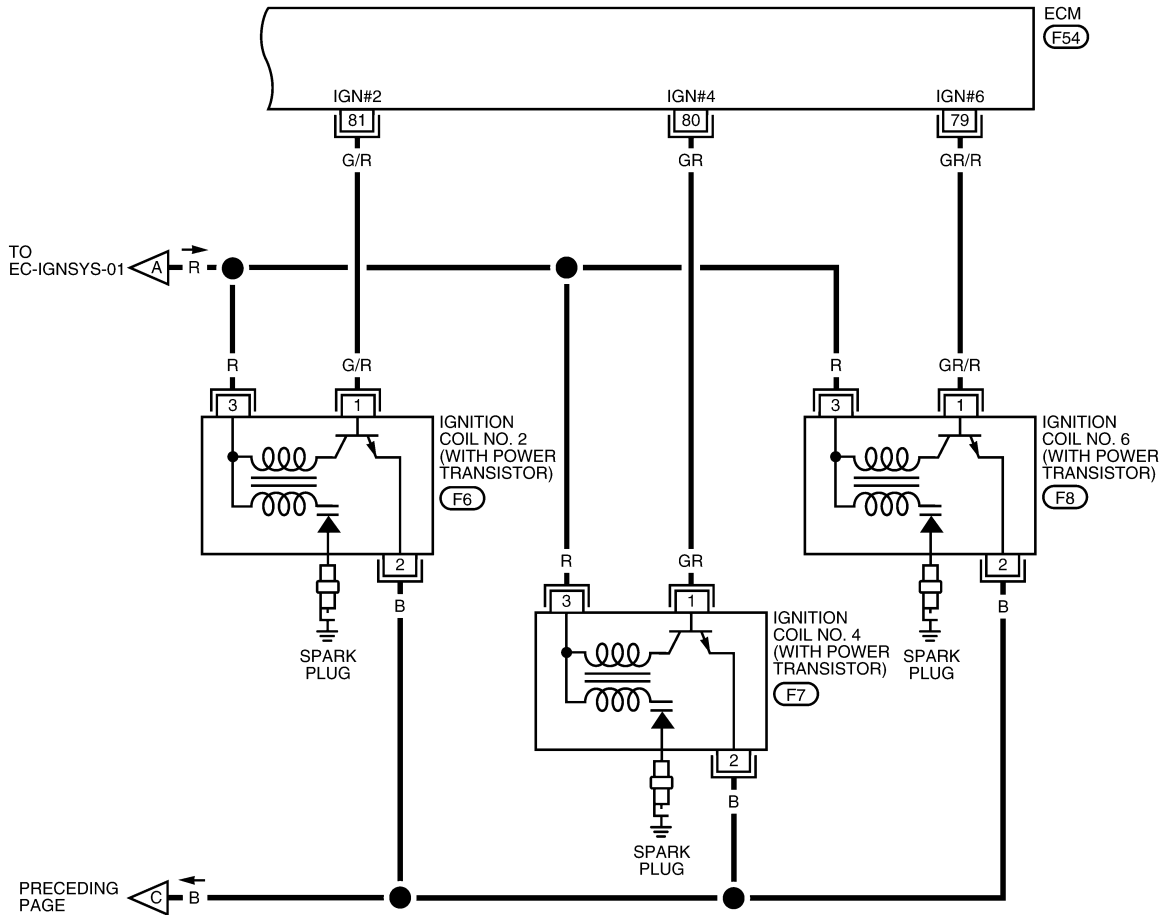 ECM
F54
IGN#2
IGN#4
IGN#6
81
80
79
G/R
GR
GR/R
TO
EC-IGNSYS-01
A
R
R
G/R
R
GR/R
3
1
3
1
IGNITION
COIL NO. 2
(WITH POWER
TRANSISTOR)
F6
IGNITION
COIL NO. 6
(WITH POWER
TRANSISTOR)
F8
2
2
B
B
R
GR
3
1
IGNITION
COIL NO. 4
(WITH POWER
TRANSISTOR)
F7
SPARK
PLUG
SPARK
PLUG
2
B
SPARK
PLUG
PRECEDING
PAGE
C
B